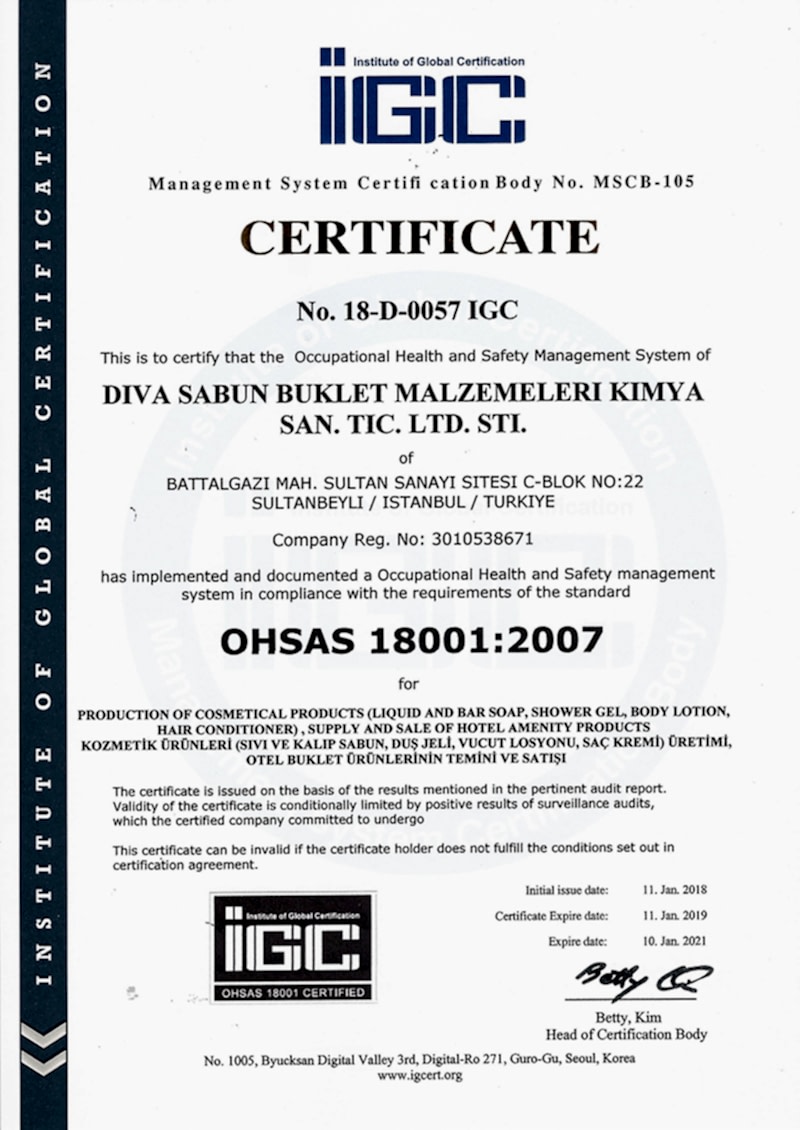 INSTITUTE OF GLOBAL CERTIFICATION
Institute of Global Certification
iGC
Management System Certifi cation Body No. MSCB-105
CERTIFICATE
No. 18-D-0057 IGC
This is to certify that the Occupational Health and Safety Management System of
DIVA SABUN BUKLET MALZEMELERI KIMYA
SAN. TIC. LTD. STI.
of
BATTALGAZI MAH. SULTAN SANAYI SITESI C-BLOK NO:22
SULTANBEYLI / ISTANBUL / TURKIYE
Company Reg. No: 3010538671
has implemented and documented a Occupational Health and Safety management
system in compliance with the requirements of the standard
OHSAS 18001:2007
for
PRODUCTION OF COSMETICAL PRODUCTS (LIQUID AND BAR SOAP, SHOWER GEL, BODY LOTION,
HAIR CONDITIONER) , SUPPLY AND SALE OF HOTEL AMENITY PRODUCTS
KOZMETİK ÜRÜNLERİ (SIVI VE KALIP SABUN, DUŞ JELİ, VUCUT LOSYONU, SAÇ KREMİ) ÜRETİMİ,
OTEL BUKLET ÜRÜNLERİNİN TEMİNİ VE SATIŞI
The certificate is issued on the basis of the results mentioned in the pertinent audit report.
Validity of the certificate is conditionally limited by positive results of surveillance audits,
which the certified company committed to undergo
This certificate can be invalid if the certificate holder does not fulfill the conditions set out in
certification agreement.
Initial issue date: 11. Jan. 2018
Certificate Expire date: 11. Jan. 2019
Expire date: 10. Jan. 2021
Institute of Global Certification
iGC
OHSAS 18001 CERTIFIED
Betty, Kim
Head of Certification Body
No. 1005, Byucksan Digital Valley 3rd, Digital-Ro 271, Guro-Gu, Seoul, Korea
www.igcert.org